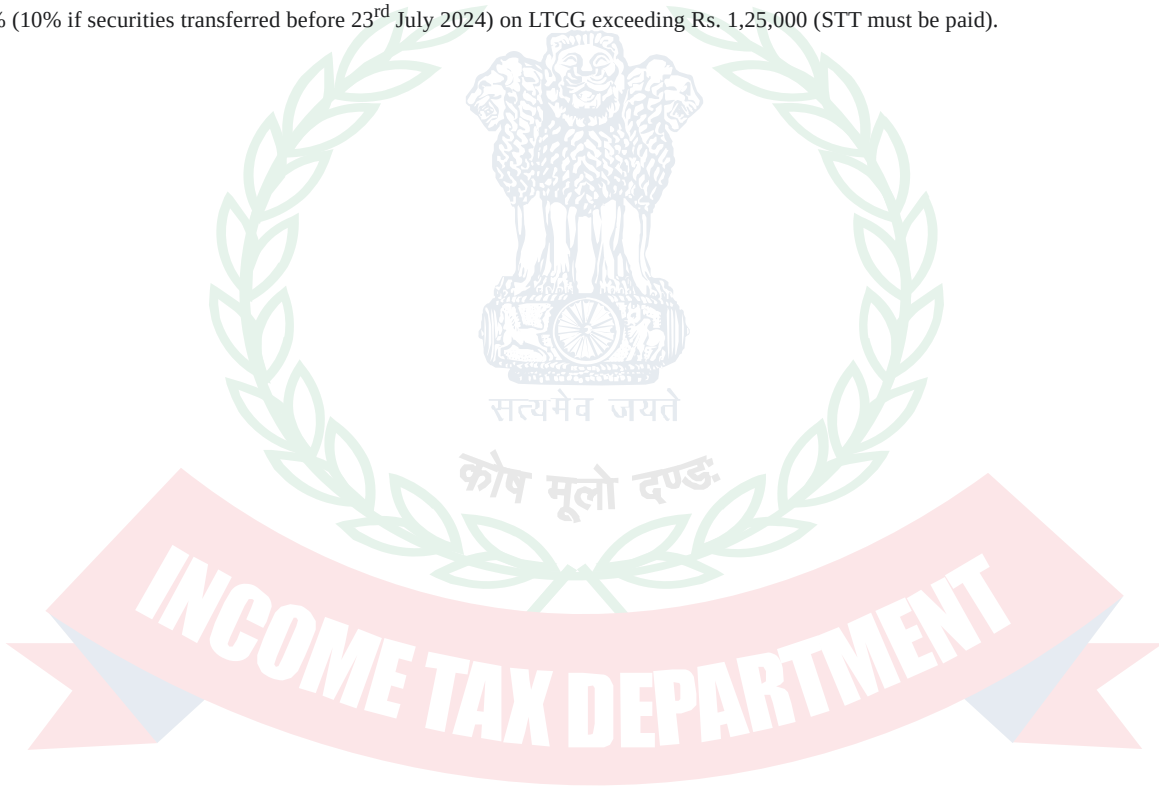 % (10% if securities transferred before 23rd July 2024) on LTCG exceeding Rs. 1,25,000 (STT must be paid).
सत्यमेव जयते
कोष मूलो दण्डः
INCOME TAX DEPARTMENT